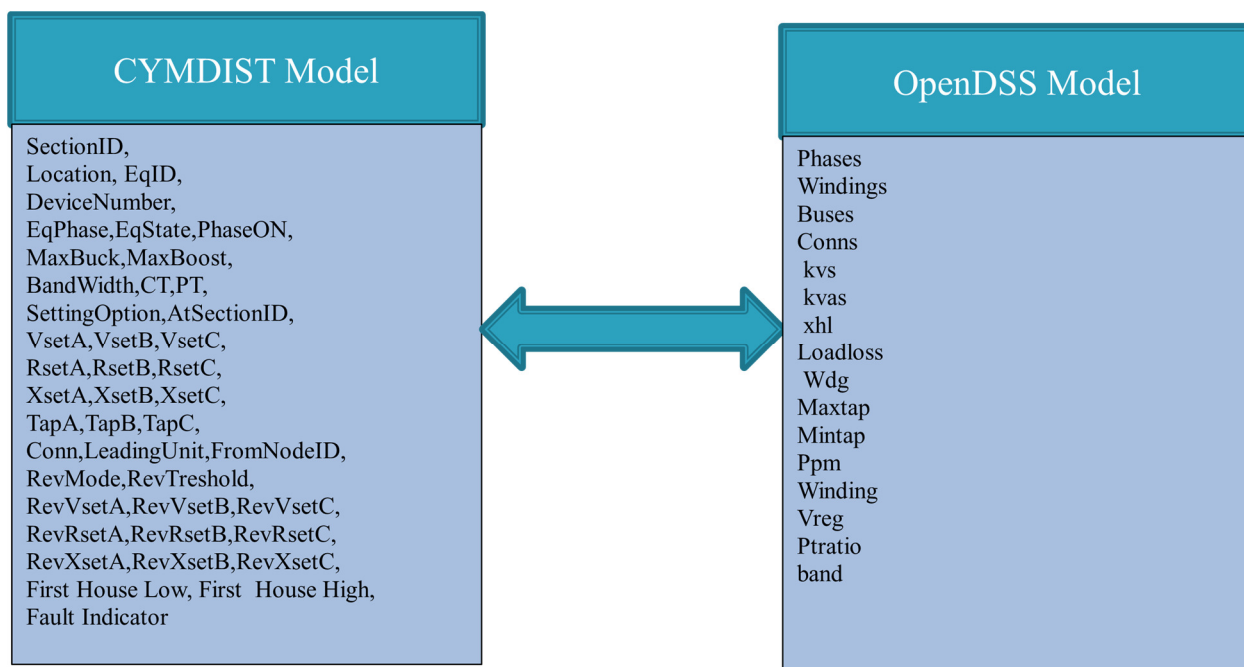 CYMDIST Model
SectionID,
Location, EqID,
DeviceNumber,
EqPhase,EqState,PhaseON,
MaxBuck,MaxBoost,
BandWidth,CT,PT,
SettingOption,AtSectionID,
VsetA,VsetB,VsetC,
RsetA,RsetB,RsetC,
XsetA,XsetB,XsetC,
TapA,TapB,TapC,
Conn,LeadingUnit,FromNodeID,
RevMode,RevTreshold,
RevVsetA,RevVsetB,RevVsetC,
RevRsetA,RevRsetB,RevRsetC,
RevXsetA,RevXsetB,RevXsetC,
First House Low, First House High,
Fault Indicator
OpenDSS Model
Phases
Windings
Buses
Conns
kvs
kvas
xhl
Loadloss
Wdg
Maxtap
Mintap
Ppm
Winding
Vreg
Ptratio
band